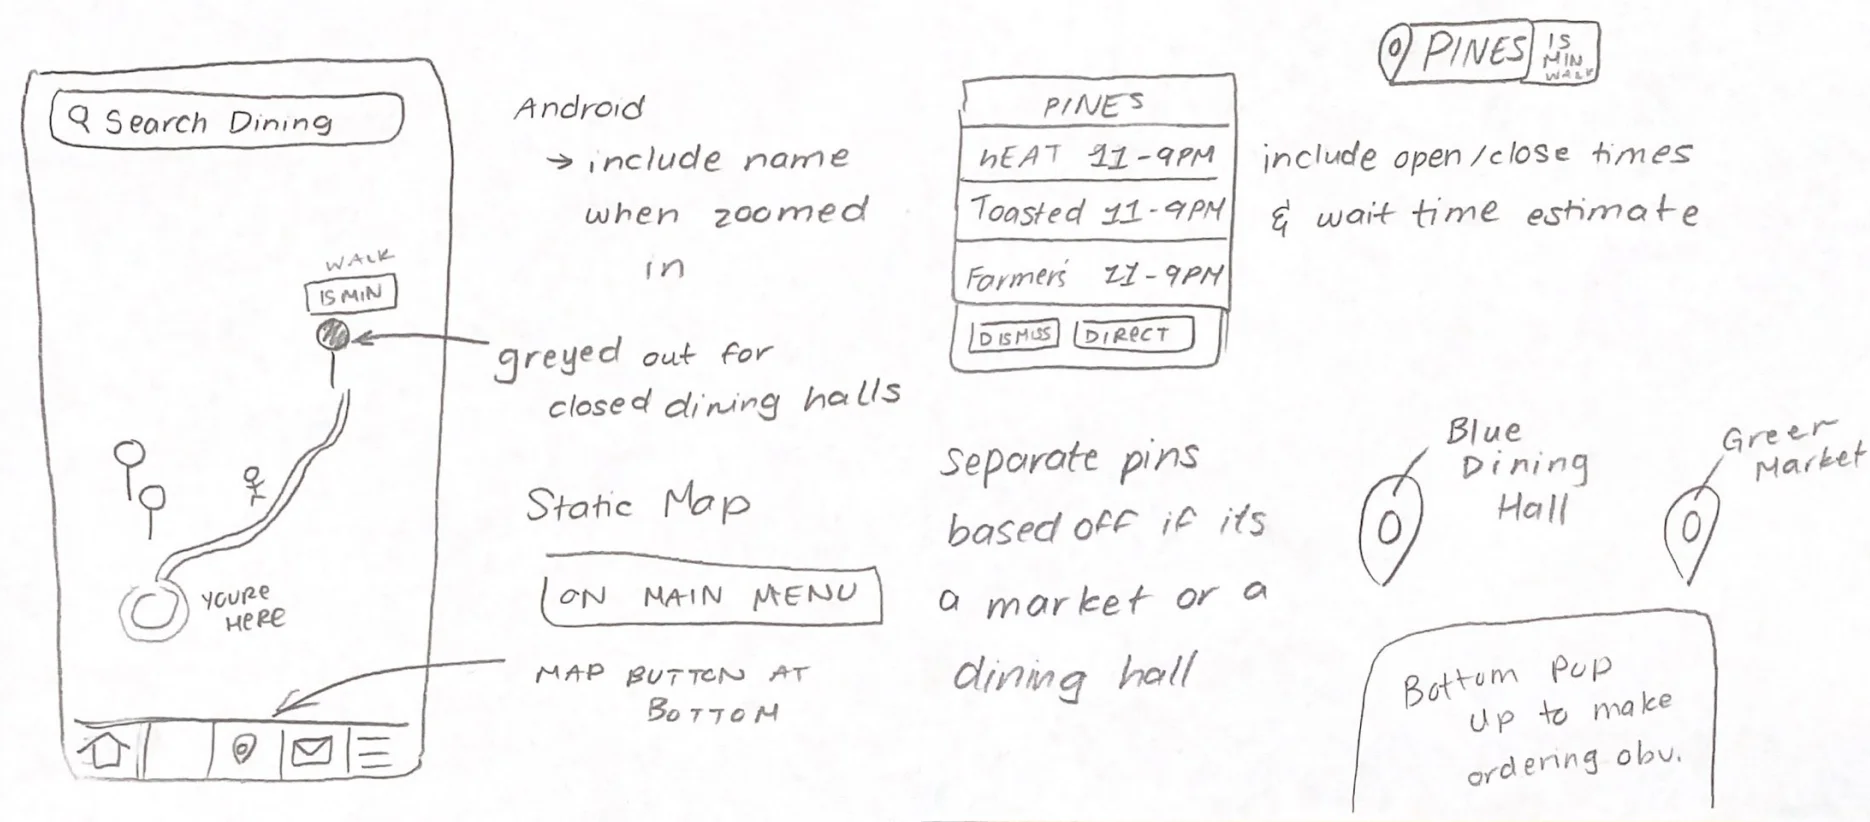 Search Dining
WALK
15 MIN
YOURE
HERE
Android
→ include name
when zoomed
in
greyed out for
closed dining halls
Static Map
ON MAIN MENU
MAP BUTTON AT
BOTTOM
PINES
hEAT 11-9PM
Toasted 11-9PM
Farmers' 11-9PM
DISMISS
DIRECT
PINES
15
MIN
WALK
include open/close times
& wait time estimate
separate pins
based off if its
a market or a
dining hall
Blue
Dining
Hall
Green
Market
Bottom Pop
up to make
ordering obv.